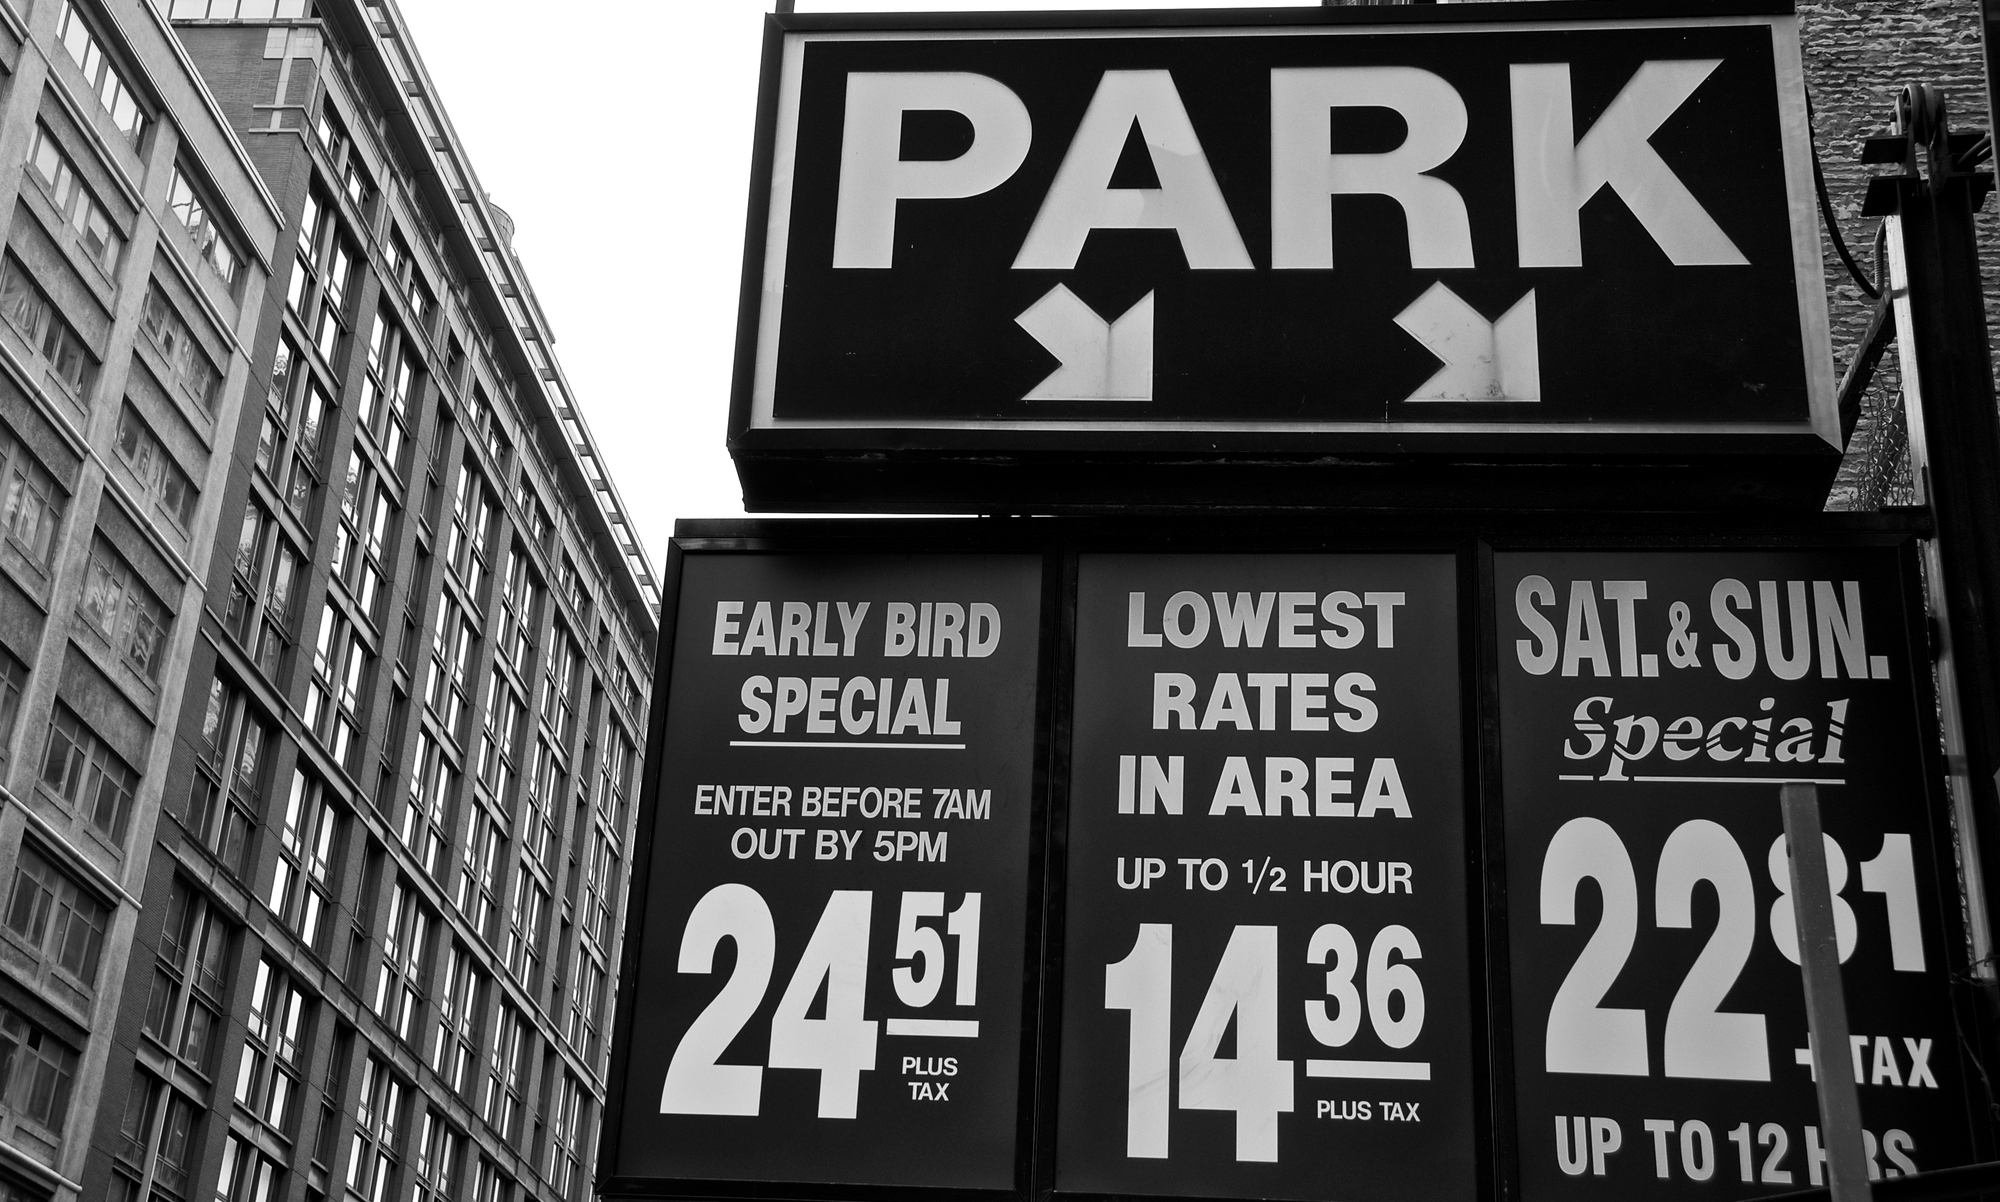 PARK
EARLY BIRD
SPECIAL
ENTER BEFORE 7AM
OUT BY 5PM
24 51
PLUS
TAX
LOWEST
RATES
IN AREA
UP TO 1/2 HOUR
14 36
PLUS TAX
SAT. & SUN.
Special
22 81
+ TAX
UP TO 12 HRS